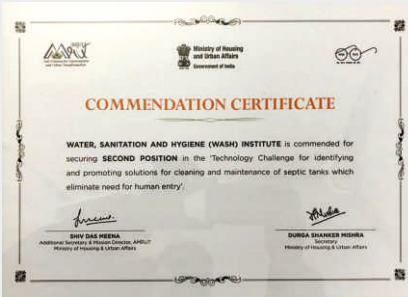 Ministry of Housing
and Urban Affairs
Government of India
COMMENDATION CERTIFICATE
WATER, SANITATION AND HYGIENE (WASH) INSTITUTE is commended for
securing SECOND POSITION in the 'Technology Challenge for identifying
and promoting solutions for cleaning and maintenance of septic tanks which
eliminate need for human entry'.
SHIV DAS MEENA
Additional Secretary & Mission Director, AMRUT
Ministry of Housing & Urban Affairs
DURGA SHANKER MISHRA
Secretary
Ministry of Housing & Urban Affairs